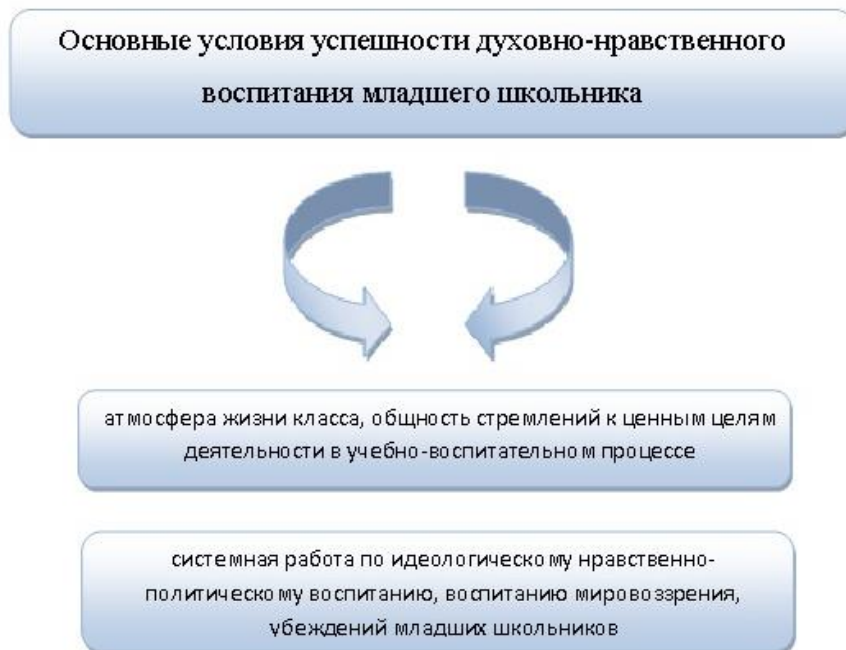 Основные условия успешности духовно-нравственного
воспитания младшего школьника
атмосфера жизни класса, общность стремлений к ценным целям
деятельности в учебно-воспитательном процессе
системная работа по идеологическому нравственно-
политическому воспитанию, воспитанию мировоззрения,
убеждений младших школьников